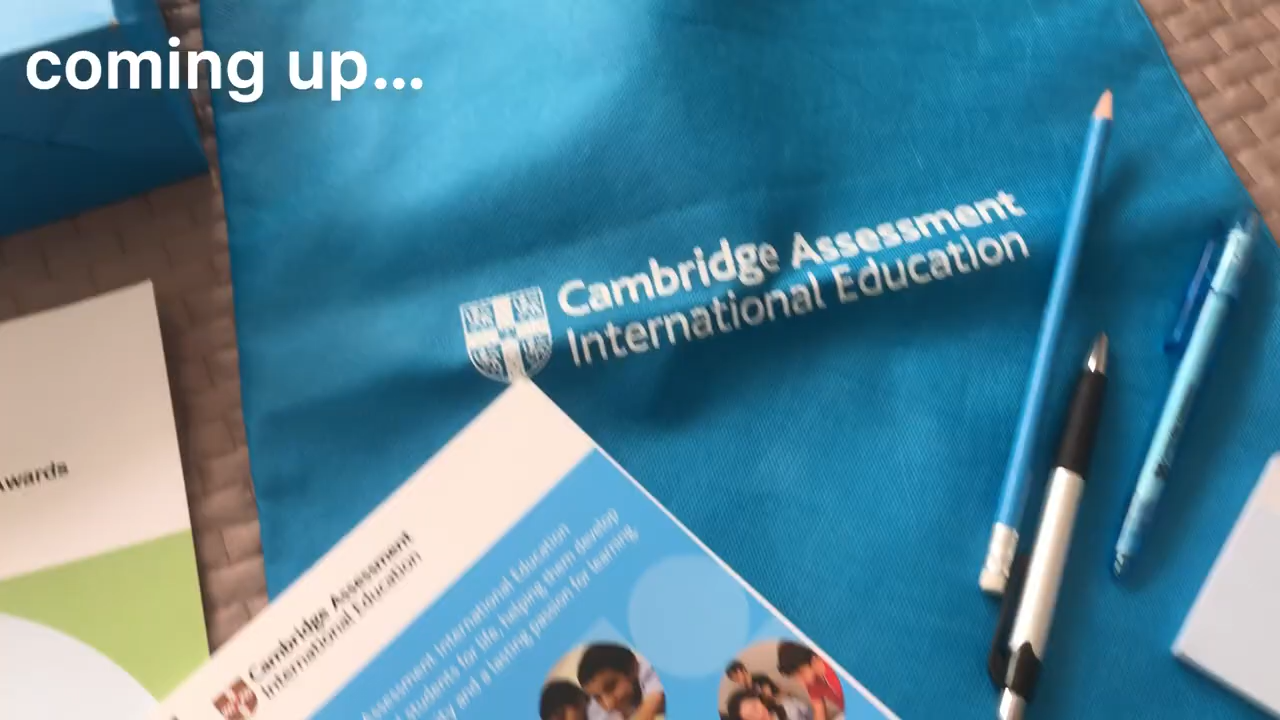 coming up...
Cambridge Assessment
International Education
Awards
Cambridge Assessment
International Education
Assessment International Education
students for life, helping them develop
and a lasting passion for learning.